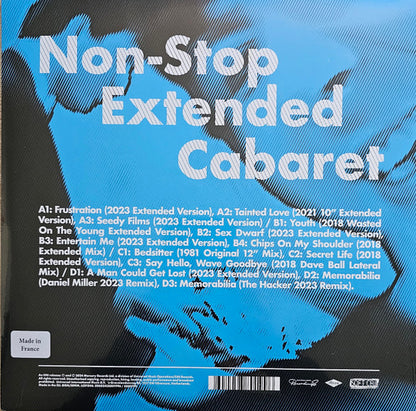 Non-Stop
Extended
Cabaret
A1: Frustration (2023 Extended Version), A2: Tainted Love (2021 10" Extended
Version), A3: Seedy Films (2023 Extended Version) / B1: Youth (2018 Wasted
On The Young Extended Version), B2: Sex Dwarf (2023 Extended Version),
B3: Entertain Me (2023 Extended Version), B4: Chips On My Shoulder (2018
Extended Mix) / C1: Bedsitter (1981 Original 12" Mix), C2: Secret Life (2018
Extended Version), C3: Say Hello, Wave Goodbye (2018 Dave Ball Lateral
Mix) / D1: A Man Could Get Lost (2023 Extended Version), D2: Memorabilia
(Daniel Miller 2023 Remix), D3: Memorabilia (The Hacker 2023 Remix).
Made in
France
SOFT CELL